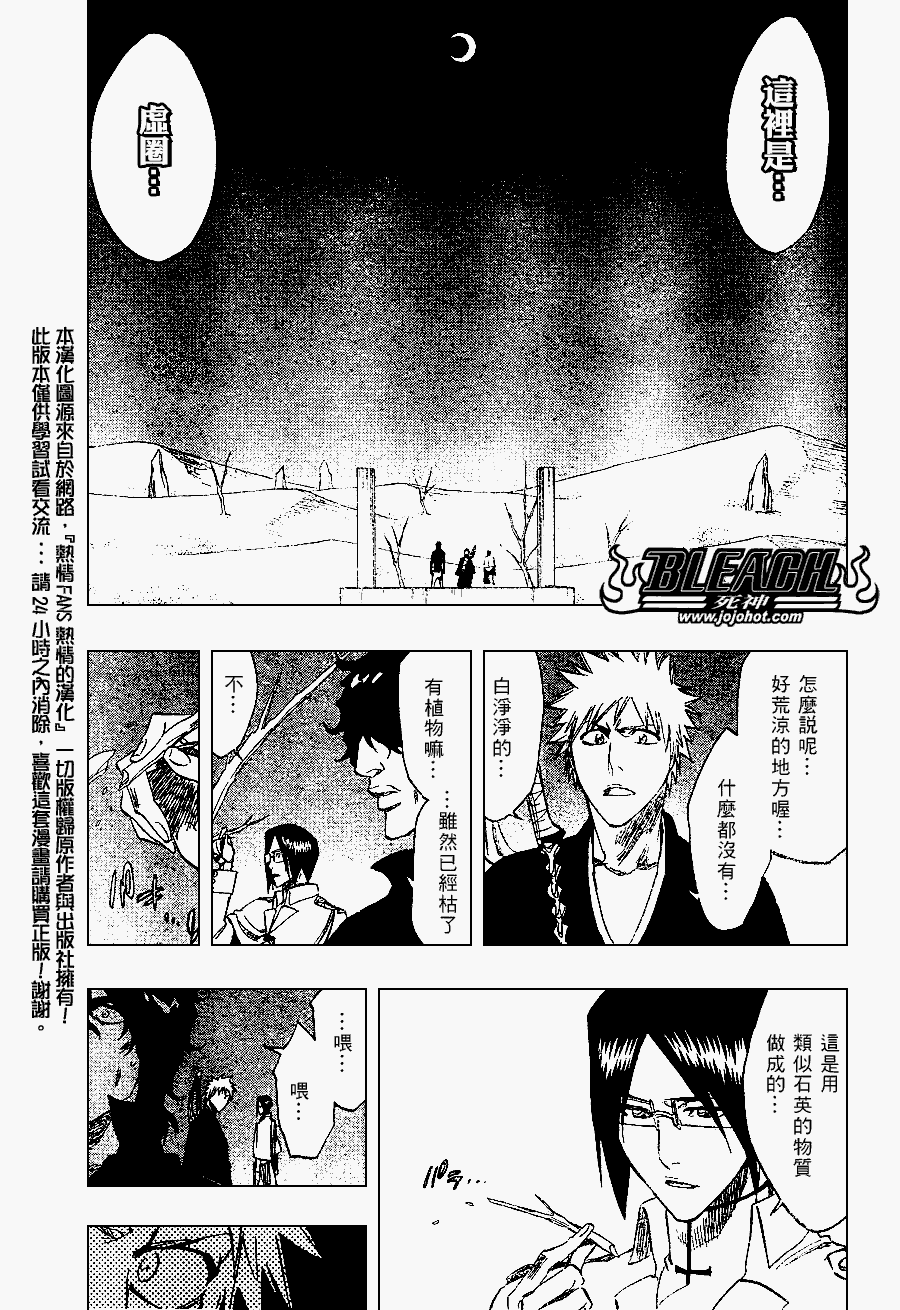 這裡是…
虛圈…
BLEACH
死神
www.jojohot.com
怎麼説呢…
好荒涼的地方喔…
什麼都沒有…
白淨淨的…
有植物嘛…
…雖然已經枯了
不…
這是用
類似石英的物質
做成的…
…喂…
喂…
本漢化圖源來自於網路，『熱情FANS熱情的漢化』一切版權歸原作者與出版社擁有！
此版本僅供學習試看交流…請24小時之內消除，喜歡這套漫畫請購買正版！謝謝。